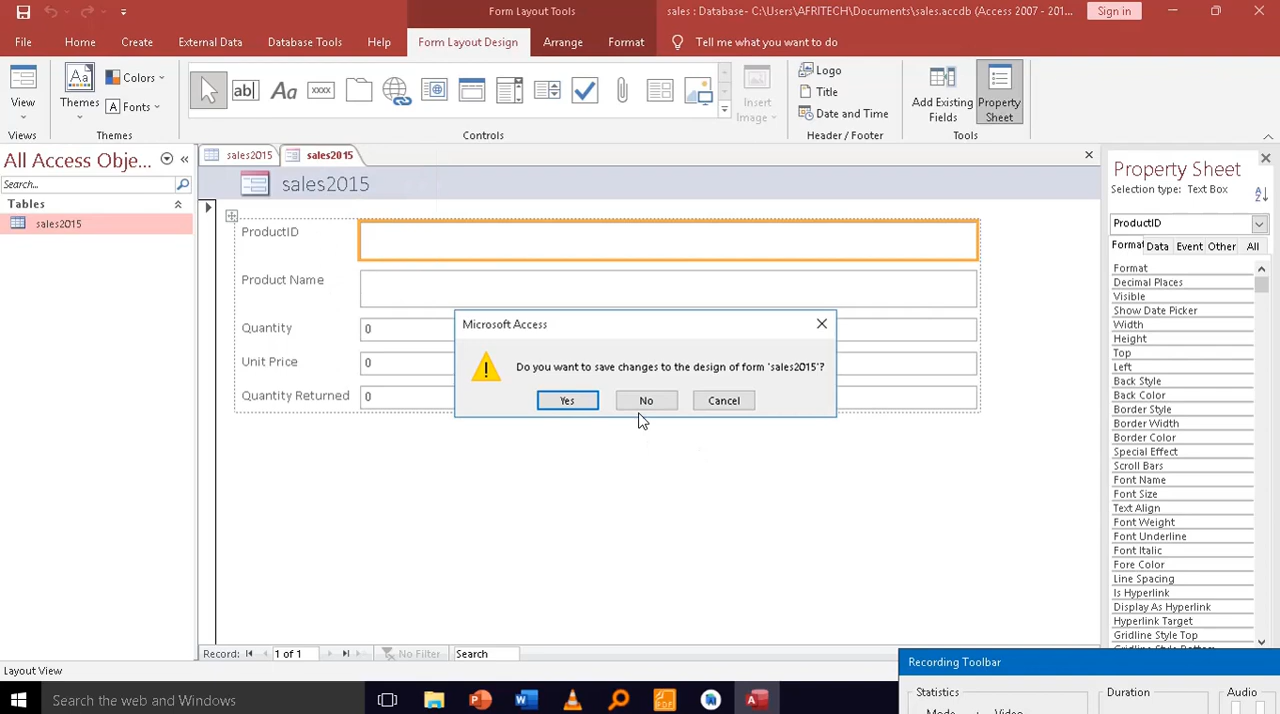 Form Layout Tools
sales : Database- C:\Users\AFRITECH\Documents\sales.accdb (Access 2007 - 201...
Sign in
File Home Create External Data Database Tools Help Form Layout Design Arrange Format Tell me what you want to do
View
Views
Aa
Themes
Colors
Fonts
Themes
ab
Aa
xxxx
Controls
Insert Image
Logo
Title
Date and Time
Header / Footer
Add Existing Fields
Property Sheet
Tools
All Access Obje...
Search...
Tables
sales2015
sales2015 sales2015
sales2015
ProductID
Product Name
Quantity 0
Unit Price 0
Quantity Returned 0
Microsoft Access
Do you want to save changes to the design of form 'sales2015'?
Yes No Cancel
Property Sheet
Selection type: Text Box
ProductID
Format Data Event Other All
Format
Decimal Places
Visible
Show Date Picker
Width
Height
Top
Left
Back Style
Back Color
Border Style
Border Width
Border Color
Special Effect
Scroll Bars
Font Name
Font Size
Text Align
Font Weight
Font Underline
Font Italic
Fore Color
Line Spacing
Is Hyperlink
Display As Hyperlink
Hyperlink Target
Gridline Style Top
Record: 1 of 1 No Filter Search
Layout View
Recording Toolbar
Statistics Duration Audio
Search the web and Windows